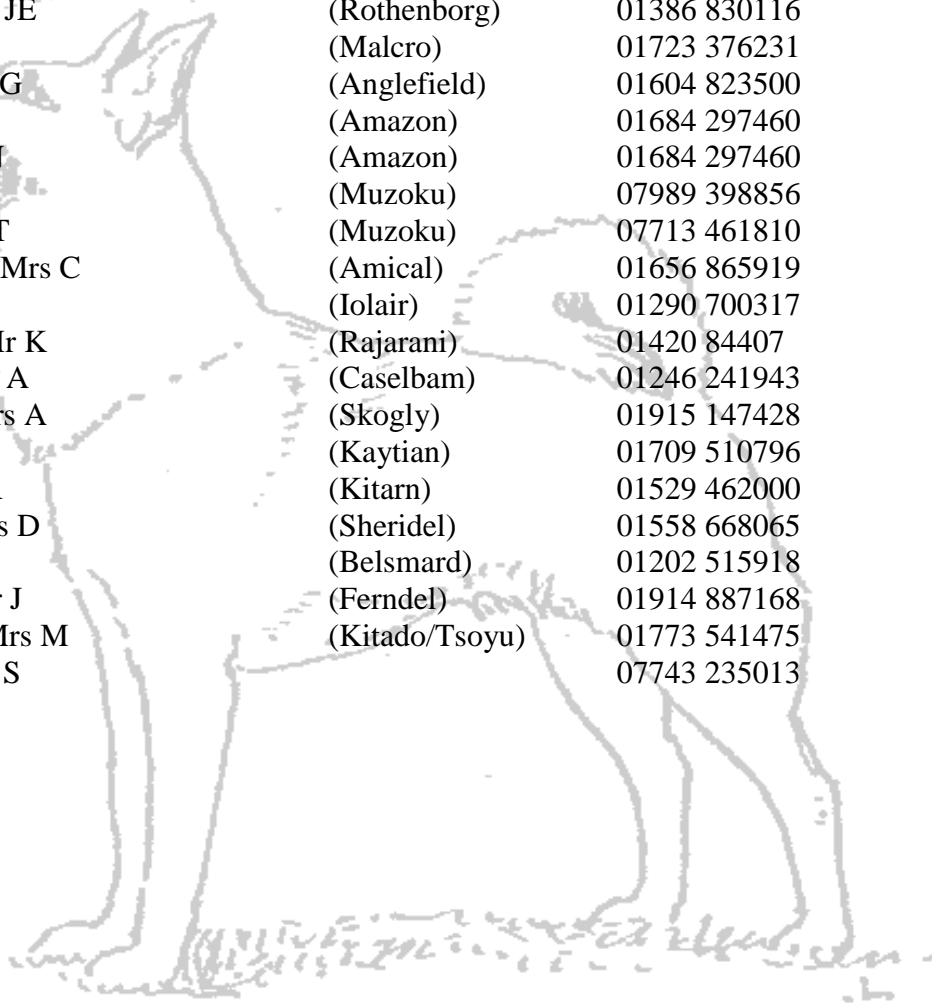 JE (Rothenborg) 01386 830116
(Malcro) 01723 376231
G (Anglefield) 01604 823500
(Amazon) 01684 297460
(Amazon) 01684 297460
(Muzoku) 07989 398856
T (Muzoku) 07713 461810
Mrs C (Amical) 01656 865919
(Iolair) 01290 700317
K (Rajarani) 01420 84407
A (Caselbam) 01246 241943
A (Skogly) 01915 147428
(Kaytian) 01709 510796
(Kitarn) 01529 462000
D (Sheridel) 01558 668065
(Belsmard) 01202 515918
J (Ferndel) 01914 887168
Mrs M (Kitado/Tsoyu) 01773 541475
S 07743 235013